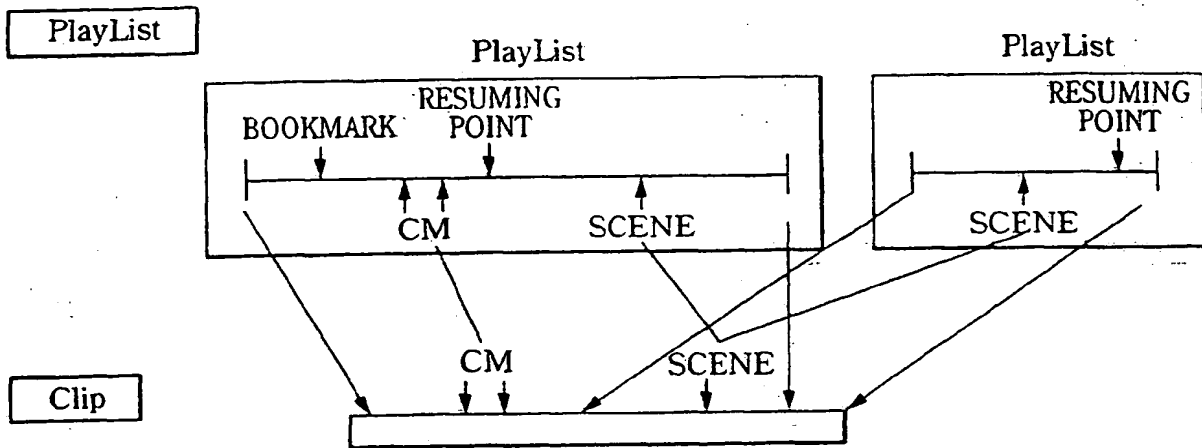 PlayList
PlayList
PlayList
BOOKMARK
RESUMING
POINT
CM
SCENE
RESUMING
POINT
SCENE
CM
SCENE
Clip